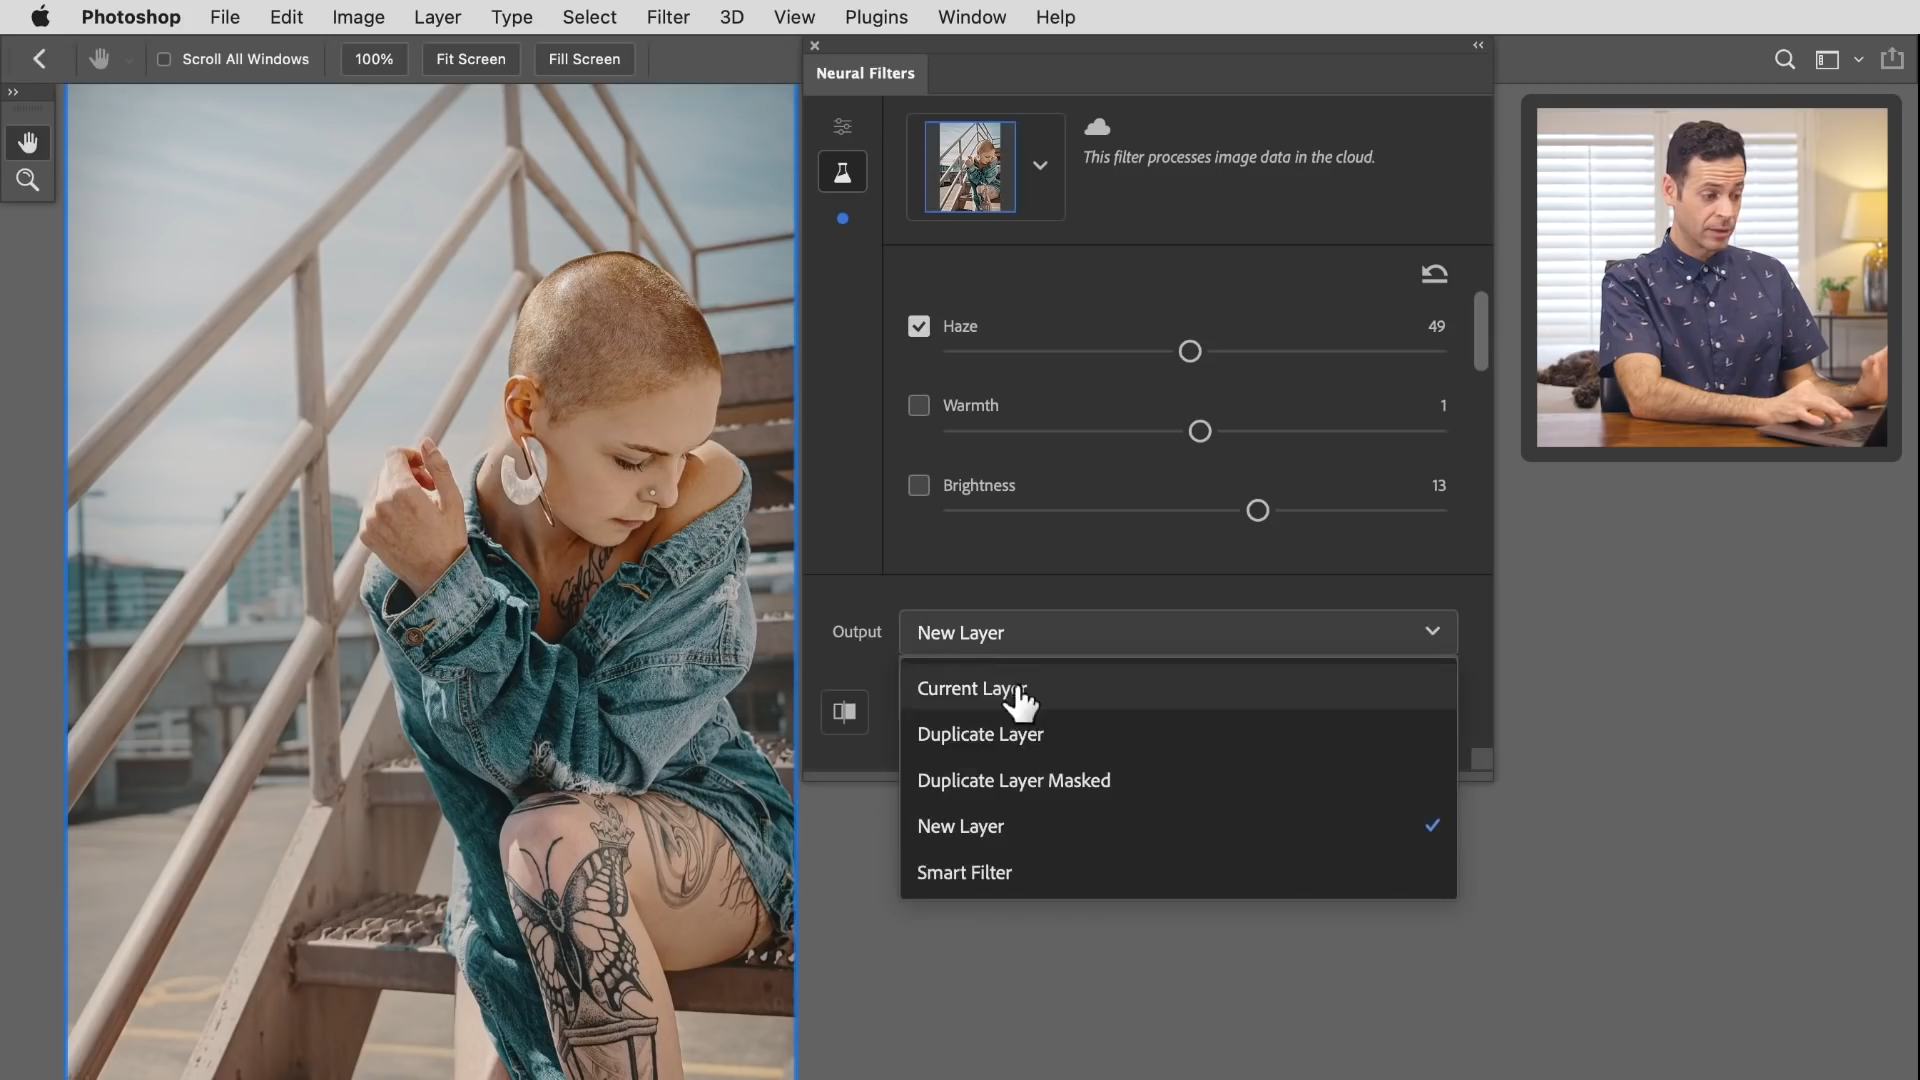 Photoshop File Edit Image Layer Type Select Filter 3D View Plugins Window Help
Scroll All Windows 100% Fit Screen Fill Screen
Neural Filters
This filter processes image data in the cloud.
Haze 49
Warmth 1
Brightness 13
Output New Layer
Current Layer
Duplicate Layer
Duplicate Layer Masked
New Layer
Smart Filter